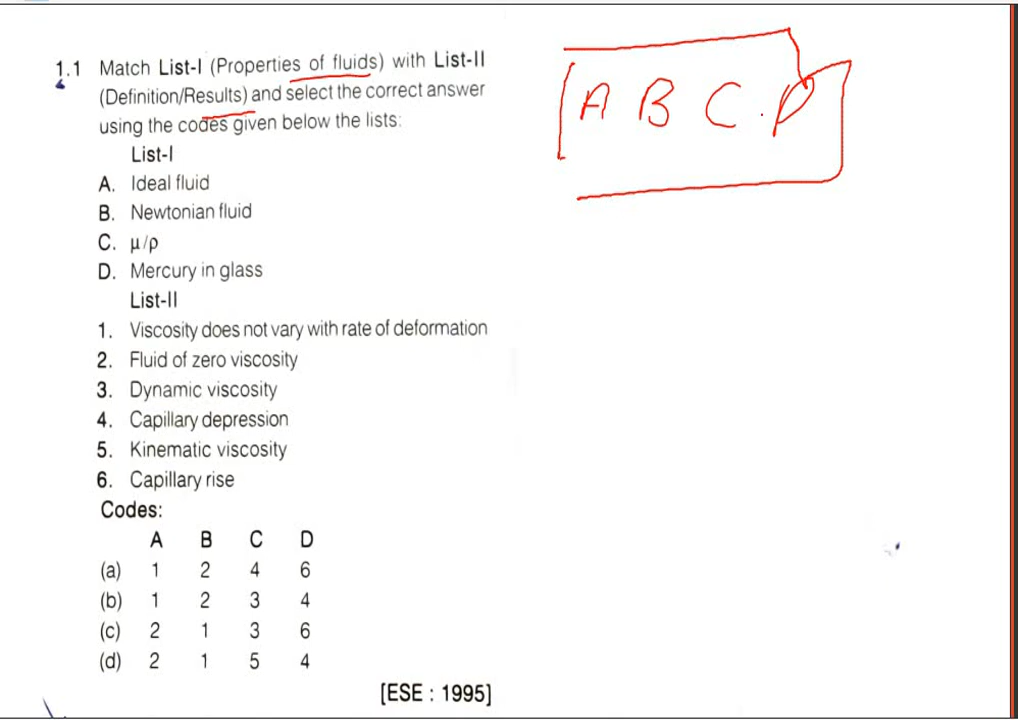 1.1 Match List-I (Properties of fluids) with List-II
(Definition/Results) and select the correct answer
using the codes given below the lists:
List-I
A. Ideal fluid
B. Newtonian fluid
C. μ/ρ
D. Mercury in glass
List-II
1. Viscosity does not vary with rate of deformation
2. Fluid of zero viscosity
3. Dynamic viscosity
4. Capillary depression
5. Kinematic viscosity
6. Capillary rise
Codes:
A B C D
(a) 1 2 4 6
(b) 1 2 3 4
(c) 2 1 3 6
(d) 2 1 5 4
[ESE : 1995]
A B C . D